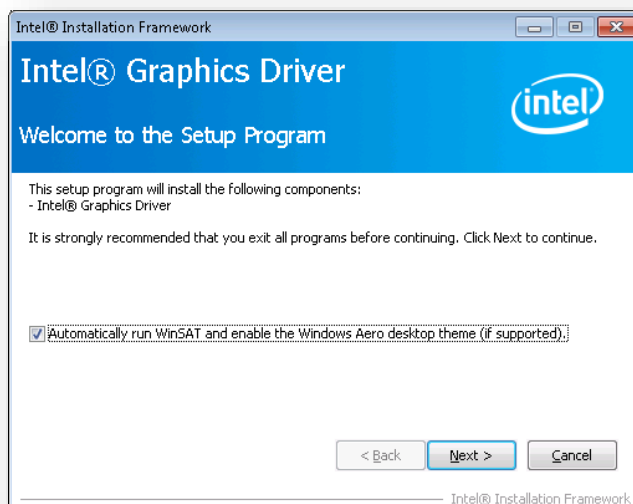 Intel® Installation Framework
Intel® Graphics Driver
intel
Welcome to the Setup Program
This setup program will install the following components:
- Intel® Graphics Driver
It is strongly recommended that you exit all programs before continuing. Click Next to continue.
Automatically run WinSAT and enable the Windows Aero desktop theme (if supported).
< Back Next > Cancel
Intel® Installation Framework